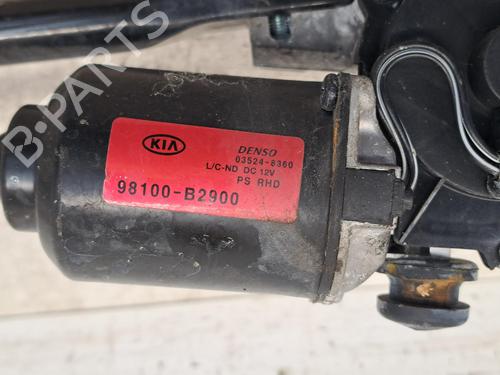 B-PARTS
KIA
DENSO
03524-8360
L/C-ND DC 12V
PS RHD
98100-B2900